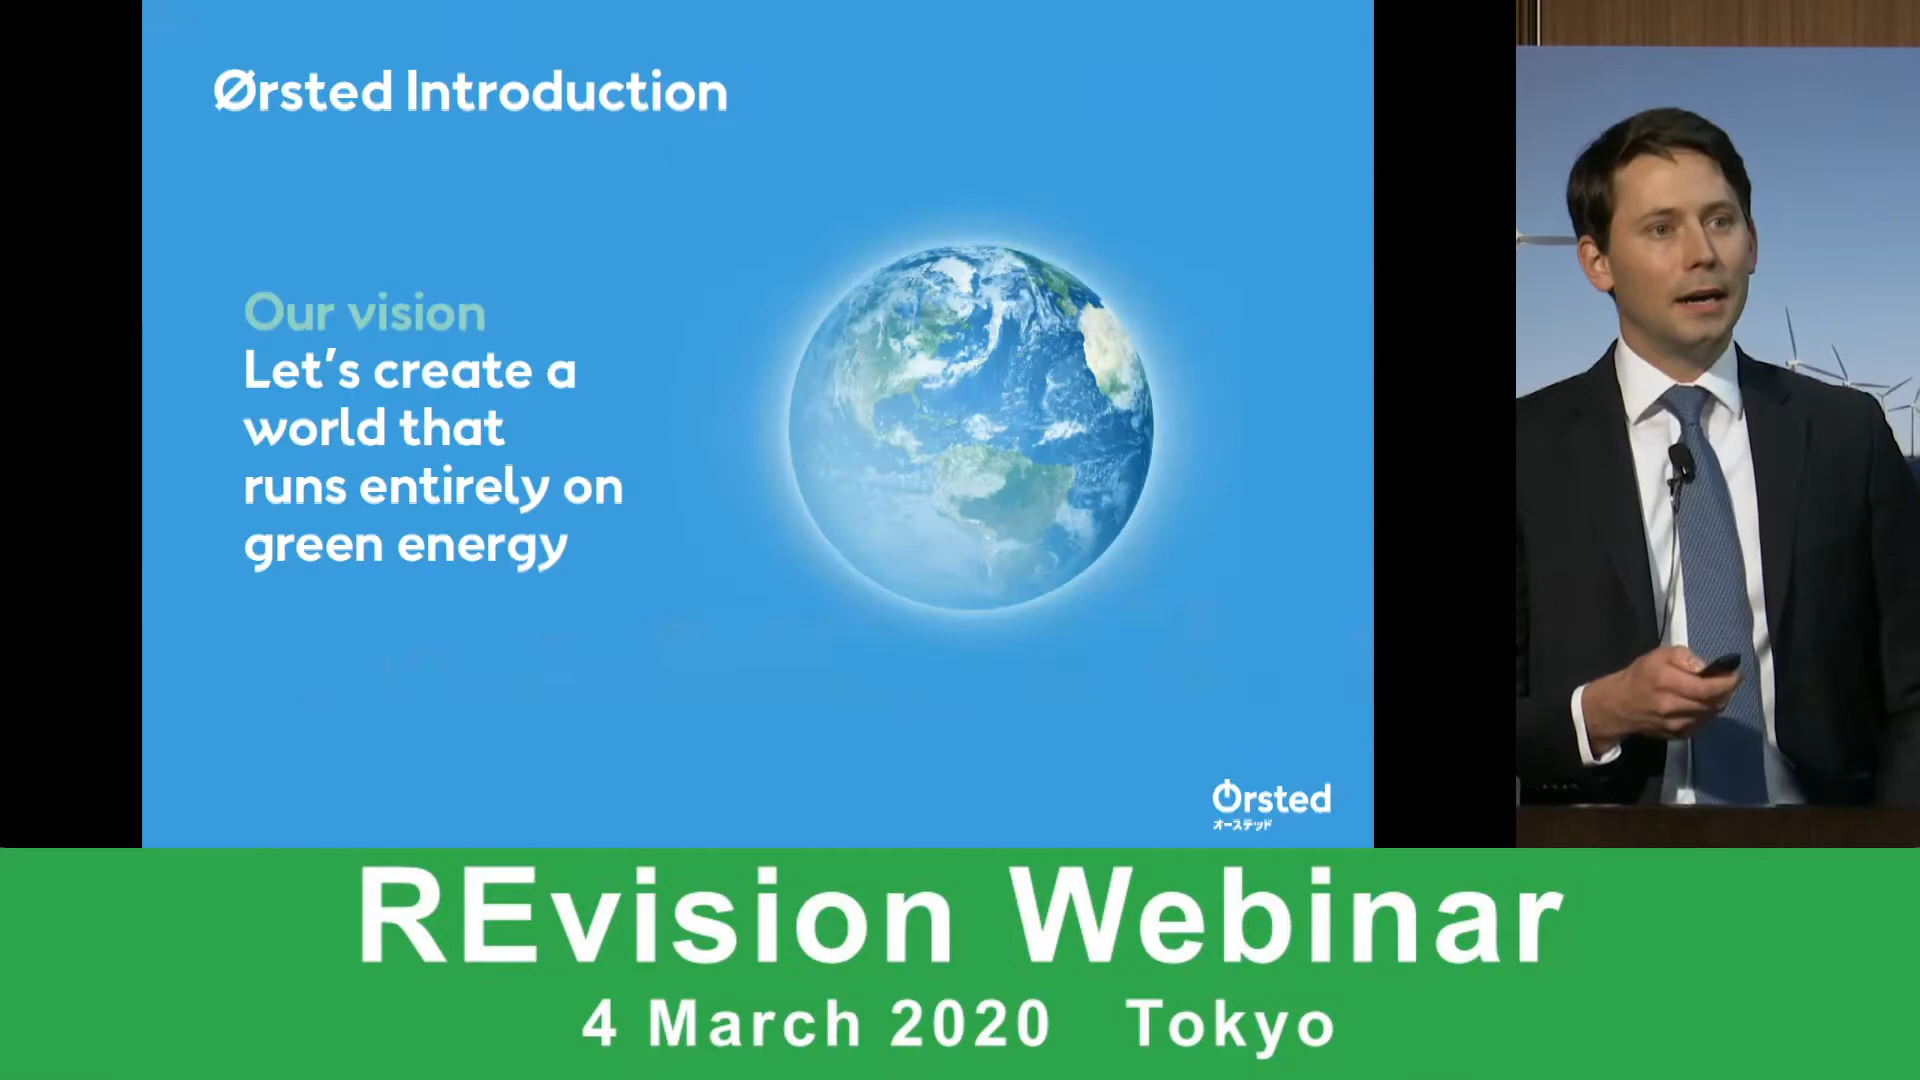 Ørsted Introduction
Our vision
Let’s create a
world that
runs entirely on
green energy
Ørsted
オーステッド
REvision Webinar
4 March 2020 Tokyo